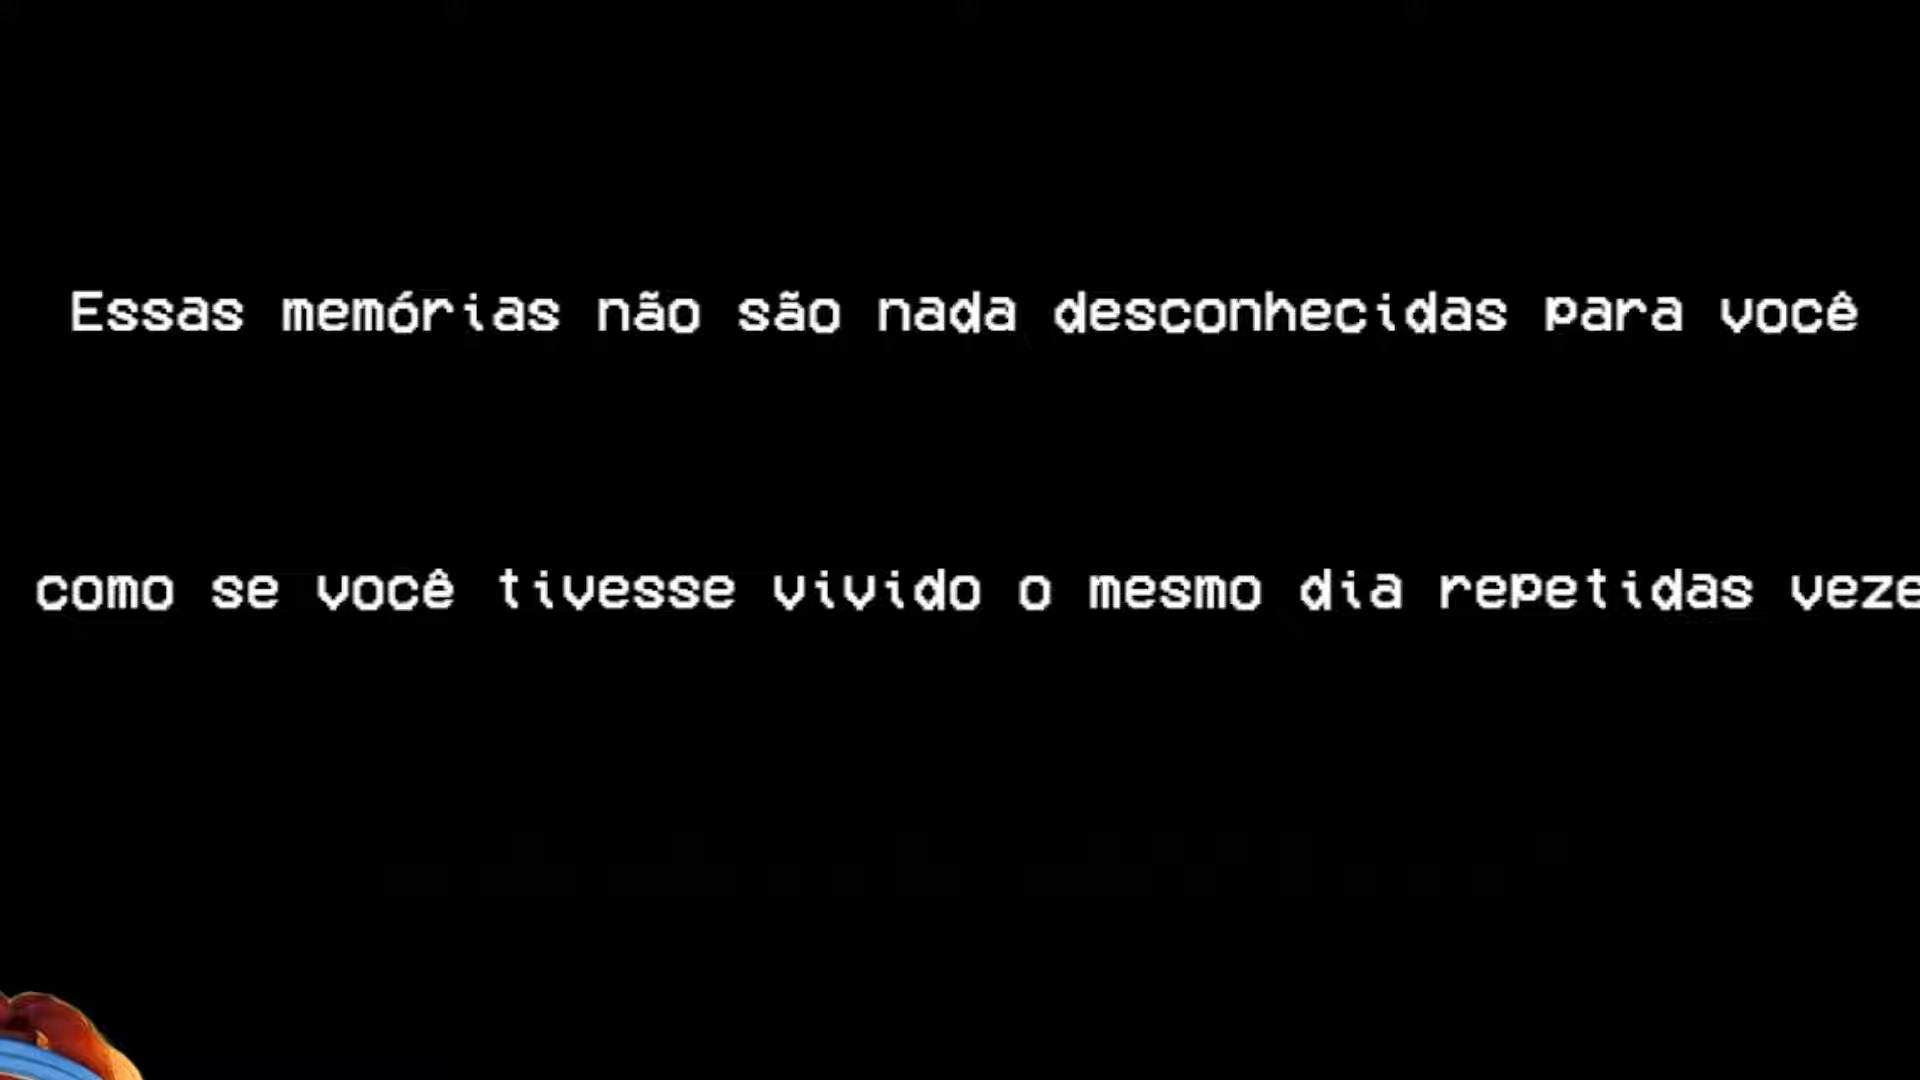 Essas memórias não são nada desconhecidas para você
como se você tivesse vivido o mesmo dia repetidas veze